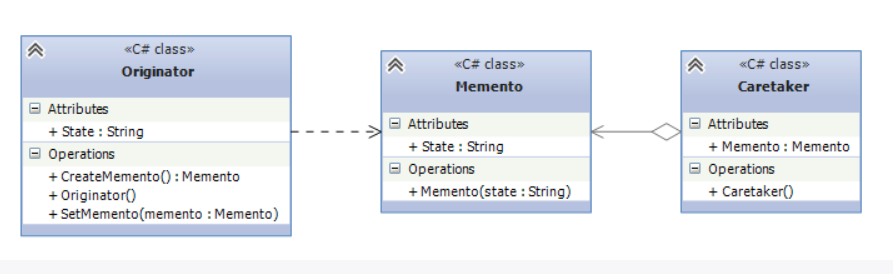 «C# class»
Originator
Attributes
+ State : String
Operations
+ CreateMemento() : Memento
+ Originator()
+ SetMemento(memento : Memento)
«C# class»
Memento
Attributes
+ State : String
Operations
+ Memento(state : String)
«C# class»
Caretaker
Attributes
+ Memento : Memento
Operations
+ Caretaker()